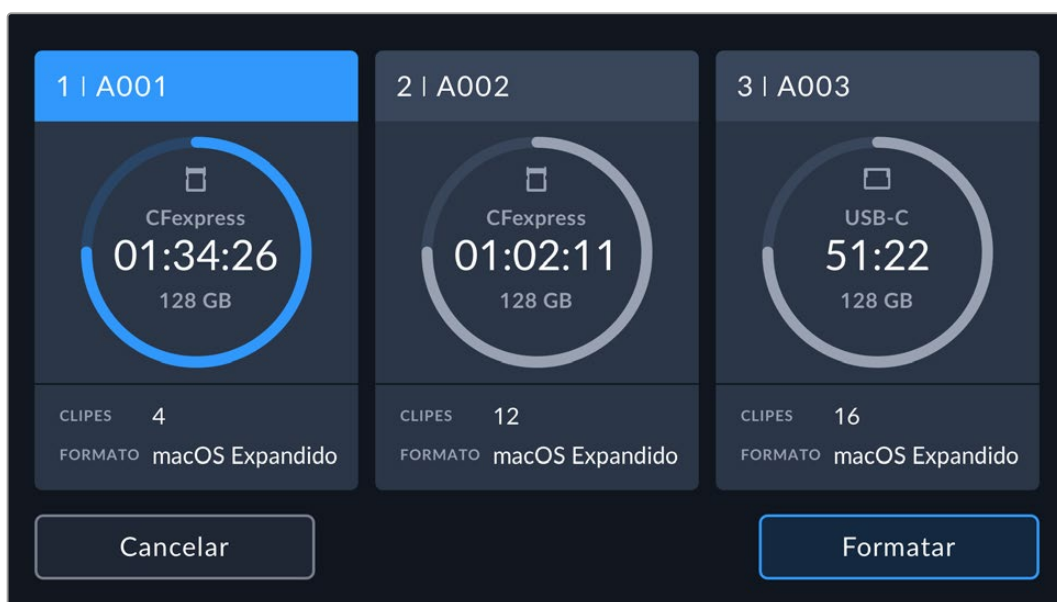 1 | A001
CFexpress
01:34:26
128 GB
CLIPES 4
FORMATO macOS Expandido
2 | A002
CFexpress
01:02:11
128 GB
CLIPES 12
FORMATO macOS Expandido
3 | A003
USB-C
51:22
128 GB
CLIPES 16
FORMATO macOS Expandido
Cancelar
Formatar